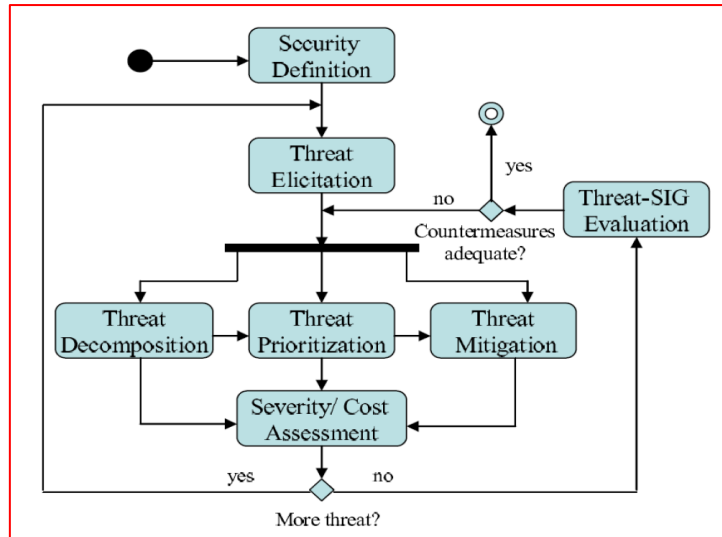 Security
Definition
Threat
Elicitation
yes
no
Threat-SIG
Evaluation
Countermeasures
adequate?
Threat
Decomposition
Threat
Prioritization
Threat
Mitigation
Severity/ Cost
Assessment
yes
no
More threat?